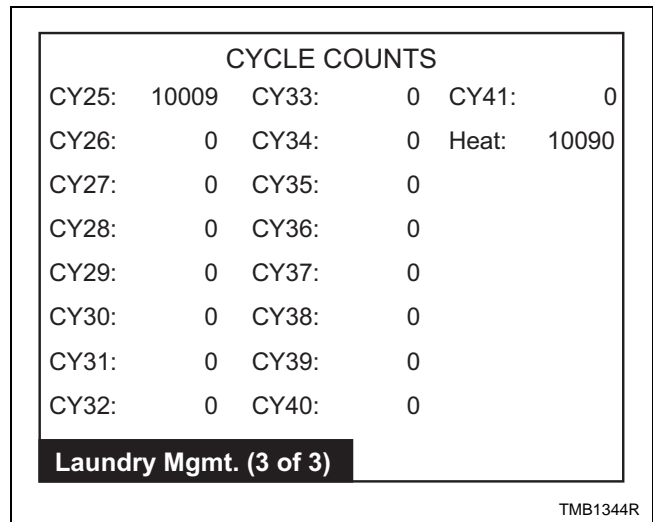 CYCLE COUNTS
CY25: 10009 CY33: 0 CY41: 0
CY26: 0 CY34: 0 Heat: 10090
CY27: 0 CY35: 0
CY28: 0 CY36: 0
CY29: 0 CY37: 0
CY30: 0 CY38: 0
CY31: 0 CY39: 0
CY32: 0 CY40: 0
Laundry Mgmt. (3 of 3)
TMB1344R